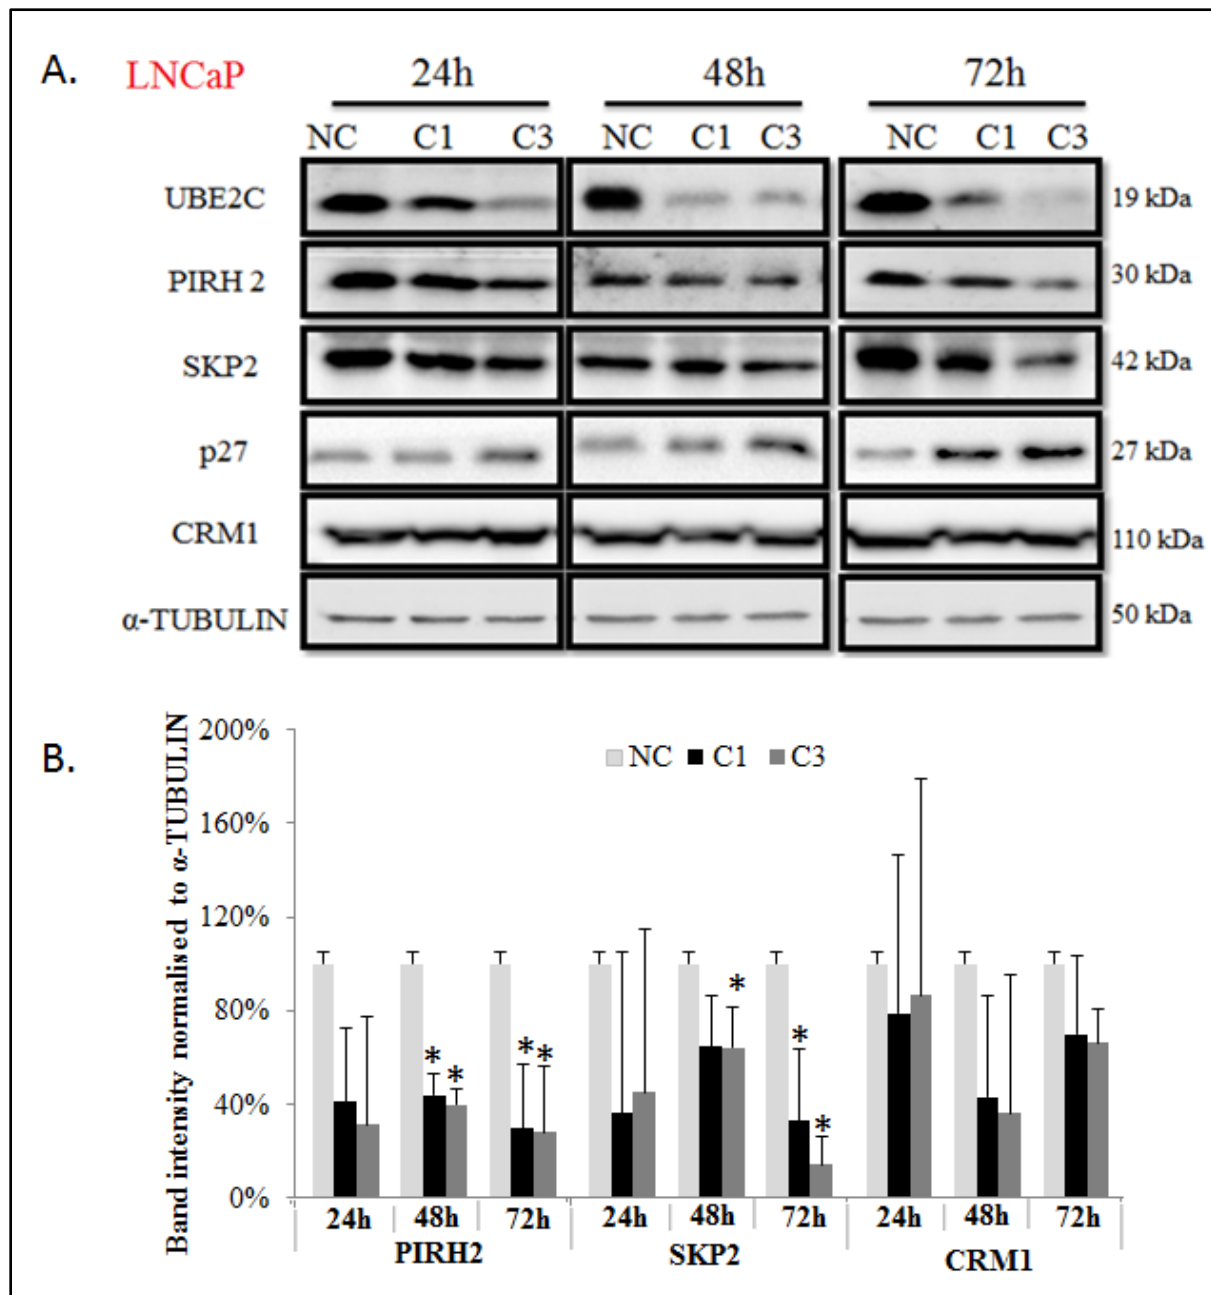 A. LNCaP 24h 48h 72h
NC C1 C3 NC C1 C3 NC C1 C3
UBE2C 19 kDa
PIRH 2 30 kDa
SKP2 42 kDa
p27 27 kDa
CRM1 110 kDa
α-TUBULIN 50 kDa
B.
Band intensity normalised to α-TUBULIN
200%
160%
120%
80%
40%
0%
NC C1 C3
* * * * * * *
24h 48h 72h 24h 48h 72h 24h 48h 72h
PIRH2 SKP2 CRM1